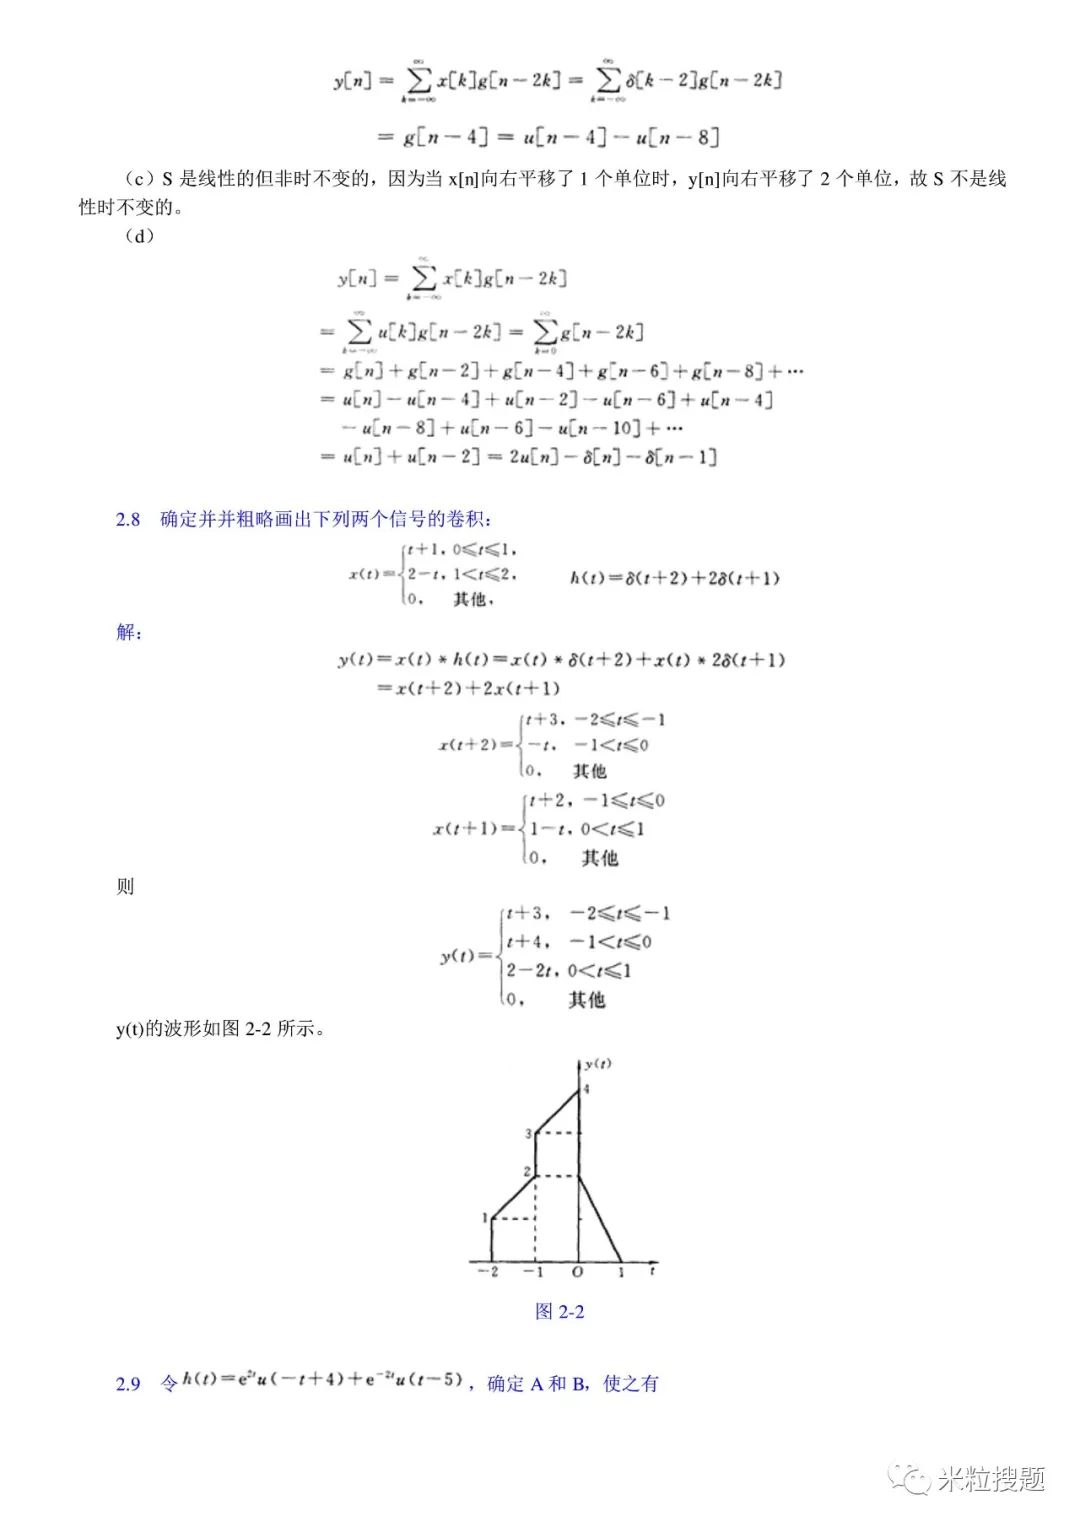 y[n] = ∑_{k=-∞}^{∞} x[k]g[n-2k] = ∑_{k=-∞}^{∞} δ[k-2]g[n-2k]
= g[n-4] = u[n-4] - u[n-8]
（c）S 是线性的但非时不变的，因为当 x[n]向右平移了 1 个单位时，y[n]向右平移了 2 个单位，故 S 不是线
性时不变的。
（d）
y[n] = ∑_{k=-∞}^{∞} x[k]g[n-2k]
= ∑_{k=-∞}^{∞} u[k]g[n-2k] = ∑_{k=0}^{∞} g[n-2k]
= g[n]+g[n-2]+g[n-4]+g[n-6]+g[n-8]+···
= u[n]-u[n-4]+u[n-2]-u[n-6]+u[n-4]
-u[n-8]+u[n-6]-u[n-10]+···
= u[n]+u[n-2] = 2u[n]-δ[n]-δ[n-1]
2.8 确定并并粗略画出下列两个信号的卷积：
t+1, 0≤t≤1,
x(t)={2-t, 1<t≤2, h(t)=δ(t+2)+2δ(t+1)
0, 其他,
解：
y(t)=x(t)*h(t)=x(t)*δ(t+2)+x(t)*2δ(t+1)
=x(t+2)+2x(t+1)
t+3, -2≤t≤-1
x(t+2)={-t, -1<t≤0
0, 其他
t+2, -1≤t≤0
x(t+1)={1-t, 0<t≤1
0, 其他
则
t+3, -2≤t≤-1
t+4, -1<t≤0
y(t)={
2-2t, 0<t≤1
0, 其他
y(t)的波形如图 2-2 所示。
y(t)
4
3
2
1
-2 -1 O 1 t
图 2-2
2.9 令 h(t)=e^{2t}u(-t+4)+e^{-2t}u(t-5)，确定 A 和 B，使之有
米粒搜题